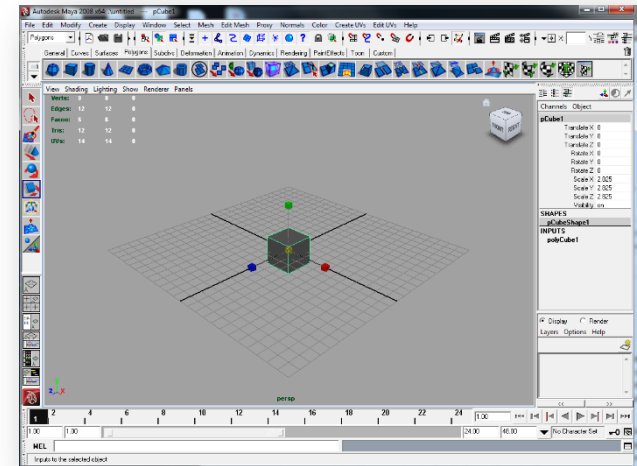 Autodesk Maya 2008 x64: \untitled --- pCube1
File Edit Modify Create Display Window Select Mesh Edit Mesh Proxy Normals Color Create UVs Edit UVs Help
Polygons
General Curves Surfaces Polygons Subdivs Deformation Animation Dynamics Rendering PaintEffects Toon Custom
View Shading Lighting Show Renderer Panels
Verts: 8 8 0
Edges: 12 12 0
Faces: 6 6 0
Tris: 12 12 0
UVs: 14 14 0
FRONT RIGHT
persp
Channels Object
pCube1
Translate X 0
Translate Y 0
Translate Z 0
Rotate X 0
Rotate Y 0
Rotate Z 0
Scale X 2.825
Scale Y 2.825
Scale Z 2.825
Visibility on
SHAPES
pCubeShape1
INPUTS
polyCube1
Display Render
Layers Options Help
1 2 4 6 8 10 12 14 16 18 20 22 24 1.00
1.00 1.00 24.00 48.00 No Character Set
MEL
Inputs to the selected object